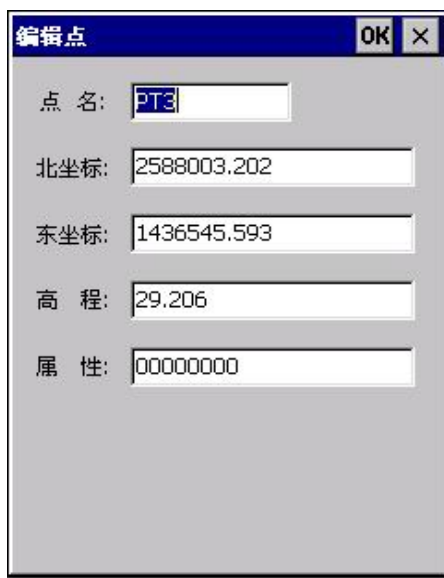 编辑点 OK ×
点 名: PT3
北坐标: 2588003.202
东坐标: 1436545.593
高 程: 29.206
属 性: 00000000